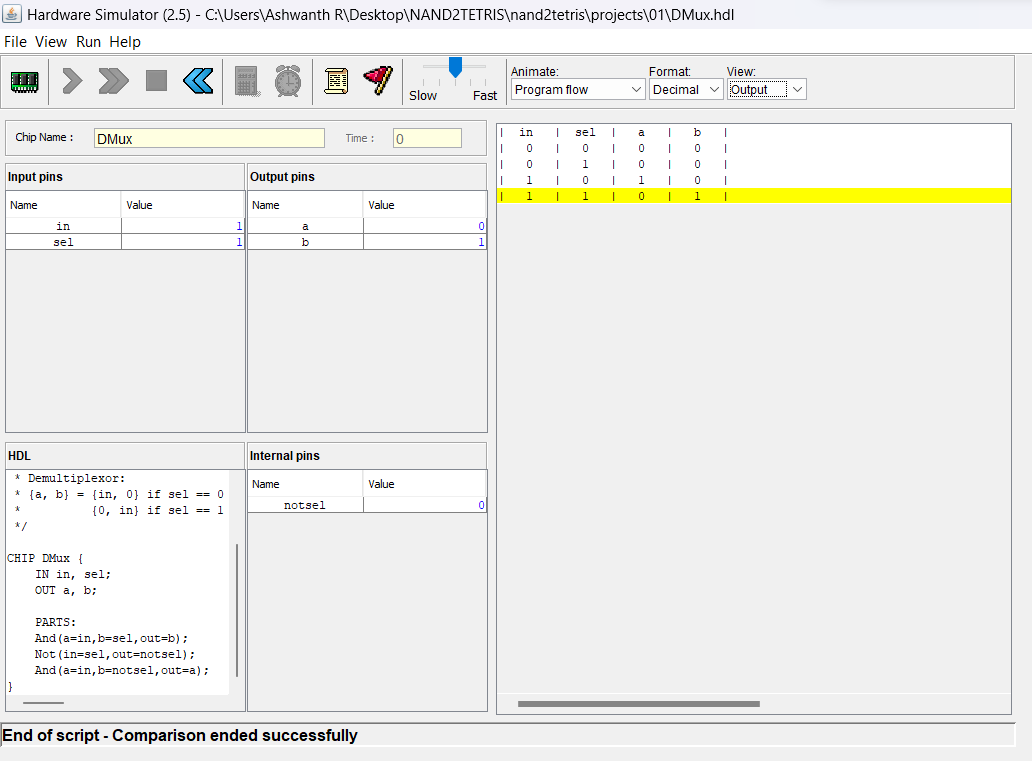 Hardware Simulator (2.5) - C:\Users\Ashwanth R\Desktop\NAND2TETRIS\nand2tetris\projects\01\DMux.hdl
File View Run Help
Slow Fast
Animate: Format: View:
Program flow Decimal Output
Chip Name : DMux Time : 0
Input pins
Name Value
in 1
sel 1
Output pins
Name Value
a 0
b 1
HDL
* Demultiplexor:
* {a, b} = {in, 0} if sel == 0
* {0, in} if sel == 1
*/
CHIP DMux {
IN in, sel;
OUT a, b;
PARTS:
And(a=in,b=sel,out=b);
Not(in=sel,out=notsel);
And(a=in,b=notsel,out=a);
}
Internal pins
Name Value
notsel 0
| in | sel | a | b |
| 0 | 0 | 0 | 0 |
| 0 | 1 | 0 | 0 |
| 1 | 0 | 1 | 0 |
| 1 | 1 | 0 | 1 |
End of script - Comparison ended successfully